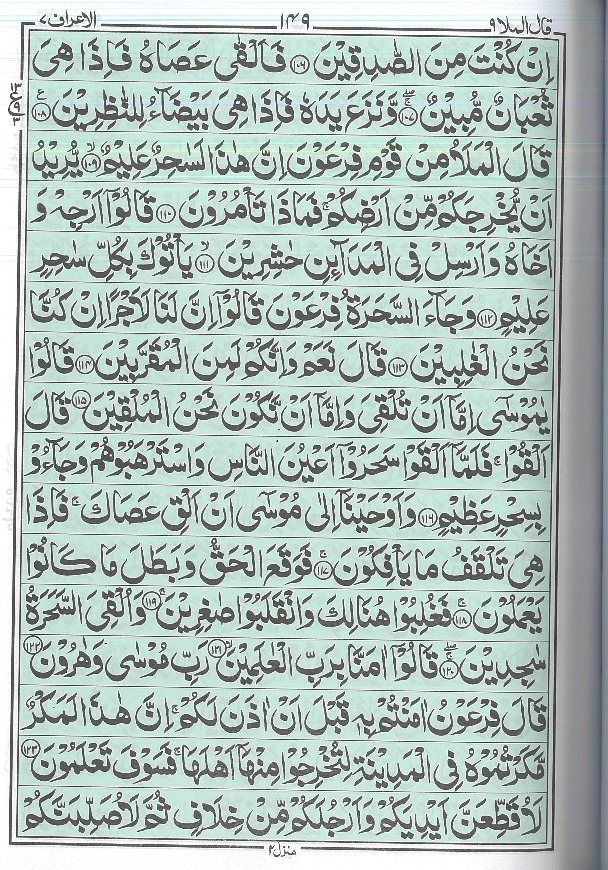 قال الملا ٩ ١٤٩ الاعراف ٧
اِنْ كُنْتَ مِنَ الصّٰدِقِيْنَ ﴿١٠٦﴾ فَاَلْقٰى عَصَاهُ فَاِذَا هِيَ
ثُعْبَانٌ مُّبِيْنٌ ﴿١٠٧﴾ وَّنَزَعَ يَدَهٗ فَاِذَا هِيَ بَيْضَآءُ لِلنّٰظِرِيْنَ ﴿١٠٨﴾
قَالَ الْمَلَاُ مِنْ قَوْمِ فِرْعَوْنَ اِنَّ هٰذَا لَسٰحِرٌ عَلِيْمٌ ﴿١٠٩﴾ يُّرِيْدُ
اَنْ يُّخْرِجَكُمْ مِّنْ اَرْضِكُمْ ۚ فَمَاذَا تَاْمُرُوْنَ ﴿١١٠﴾ قَالُوْٓا اَرْجِهْ وَ
اَخَاهُ وَاَرْسِلْ فِى الْمَدَآئِنِ حٰشِرِيْنَ ﴿١١١﴾ يَاْتُوْكَ بِكُلِّ سٰحِرٍ
عَلِيْمٍ ﴿١١٢﴾ وَجَآءَ السَّحَرَةُ فِرْعَوْنَ قَالُوْٓا اِنَّ لَنَا لَاَجْرًا اِنْ كُنَّا
نَحْنُ الْغٰلِبِيْنَ ﴿١١٣﴾ قَالَ نَعَمْ وَاِنَّكُمْ لَمِنَ الْمُقَرَّبِيْنَ ﴿١١٤﴾ قَالُوْا
يٰمُوْسٰٓى اِمَّآ اَنْ تُلْقِيَ وَاِمَّآ اَنْ نَّكُوْنَ نَحْنُ الْمُلْقِيْنَ ﴿١١٥﴾ قَالَ
اَلْقُوْا ۚ فَلَمَّآ اَلْقَوْا سَحَرُوْٓا اَعْيُنَ النَّاسِ وَاسْتَرْهَبُوْهُمْ وَجَآءُوْ
بِسِحْرٍ عَظِيْمٍ ﴿١١٦﴾ وَاَوْحَيْنَآ اِلٰى مُوْسٰٓى اَنْ اَلْقِ عَصَاكَ ۚ فَاِذَا
هِيَ تَلْقَفُ مَا يَاْفِكُوْنَ ﴿١١٧﴾ فَوَقَعَ الْحَقُّ وَبَطَلَ مَا كَانُوْا
يَعْمَلُوْنَ ﴿١١٨﴾ فَغُلِبُوْا هُنَالِكَ وَانْقَلَبُوْا صٰغِرِيْنَ ﴿١١٩﴾ وَاُلْقِيَ السَّحَرَةُ
سٰجِدِيْنَ ﴿١٢٠﴾ قَالُوْٓا اٰمَنَّا بِرَبِّ الْعٰلَمِيْنَ ﴿١٢١﴾ رَبِّ مُوْسٰى وَهٰرُوْنَ ﴿١٢٢﴾
قَالَ فِرْعَوْنُ اٰمَنْتُمْ بِهٖ قَبْلَ اَنْ اٰذَنَ لَكُمْ ۚ اِنَّ هٰذَا لَمَكْرٌ
مَّكَرْتُمُوْهُ فِى الْمَدِيْنَةِ لِتُخْرِجُوْا مِنْهَآ اَهْلَهَا ۚ فَسَوْفَ تَعْلَمُوْنَ ﴿١٢٣﴾
لَاُقَطِّعَنَّ اَيْدِيَكُمْ وَاَرْجُلَكُمْ مِّنْ خِلَافٍ ثُمَّ لَاُصَلِّبَنَّكُمْ
منزل ٢